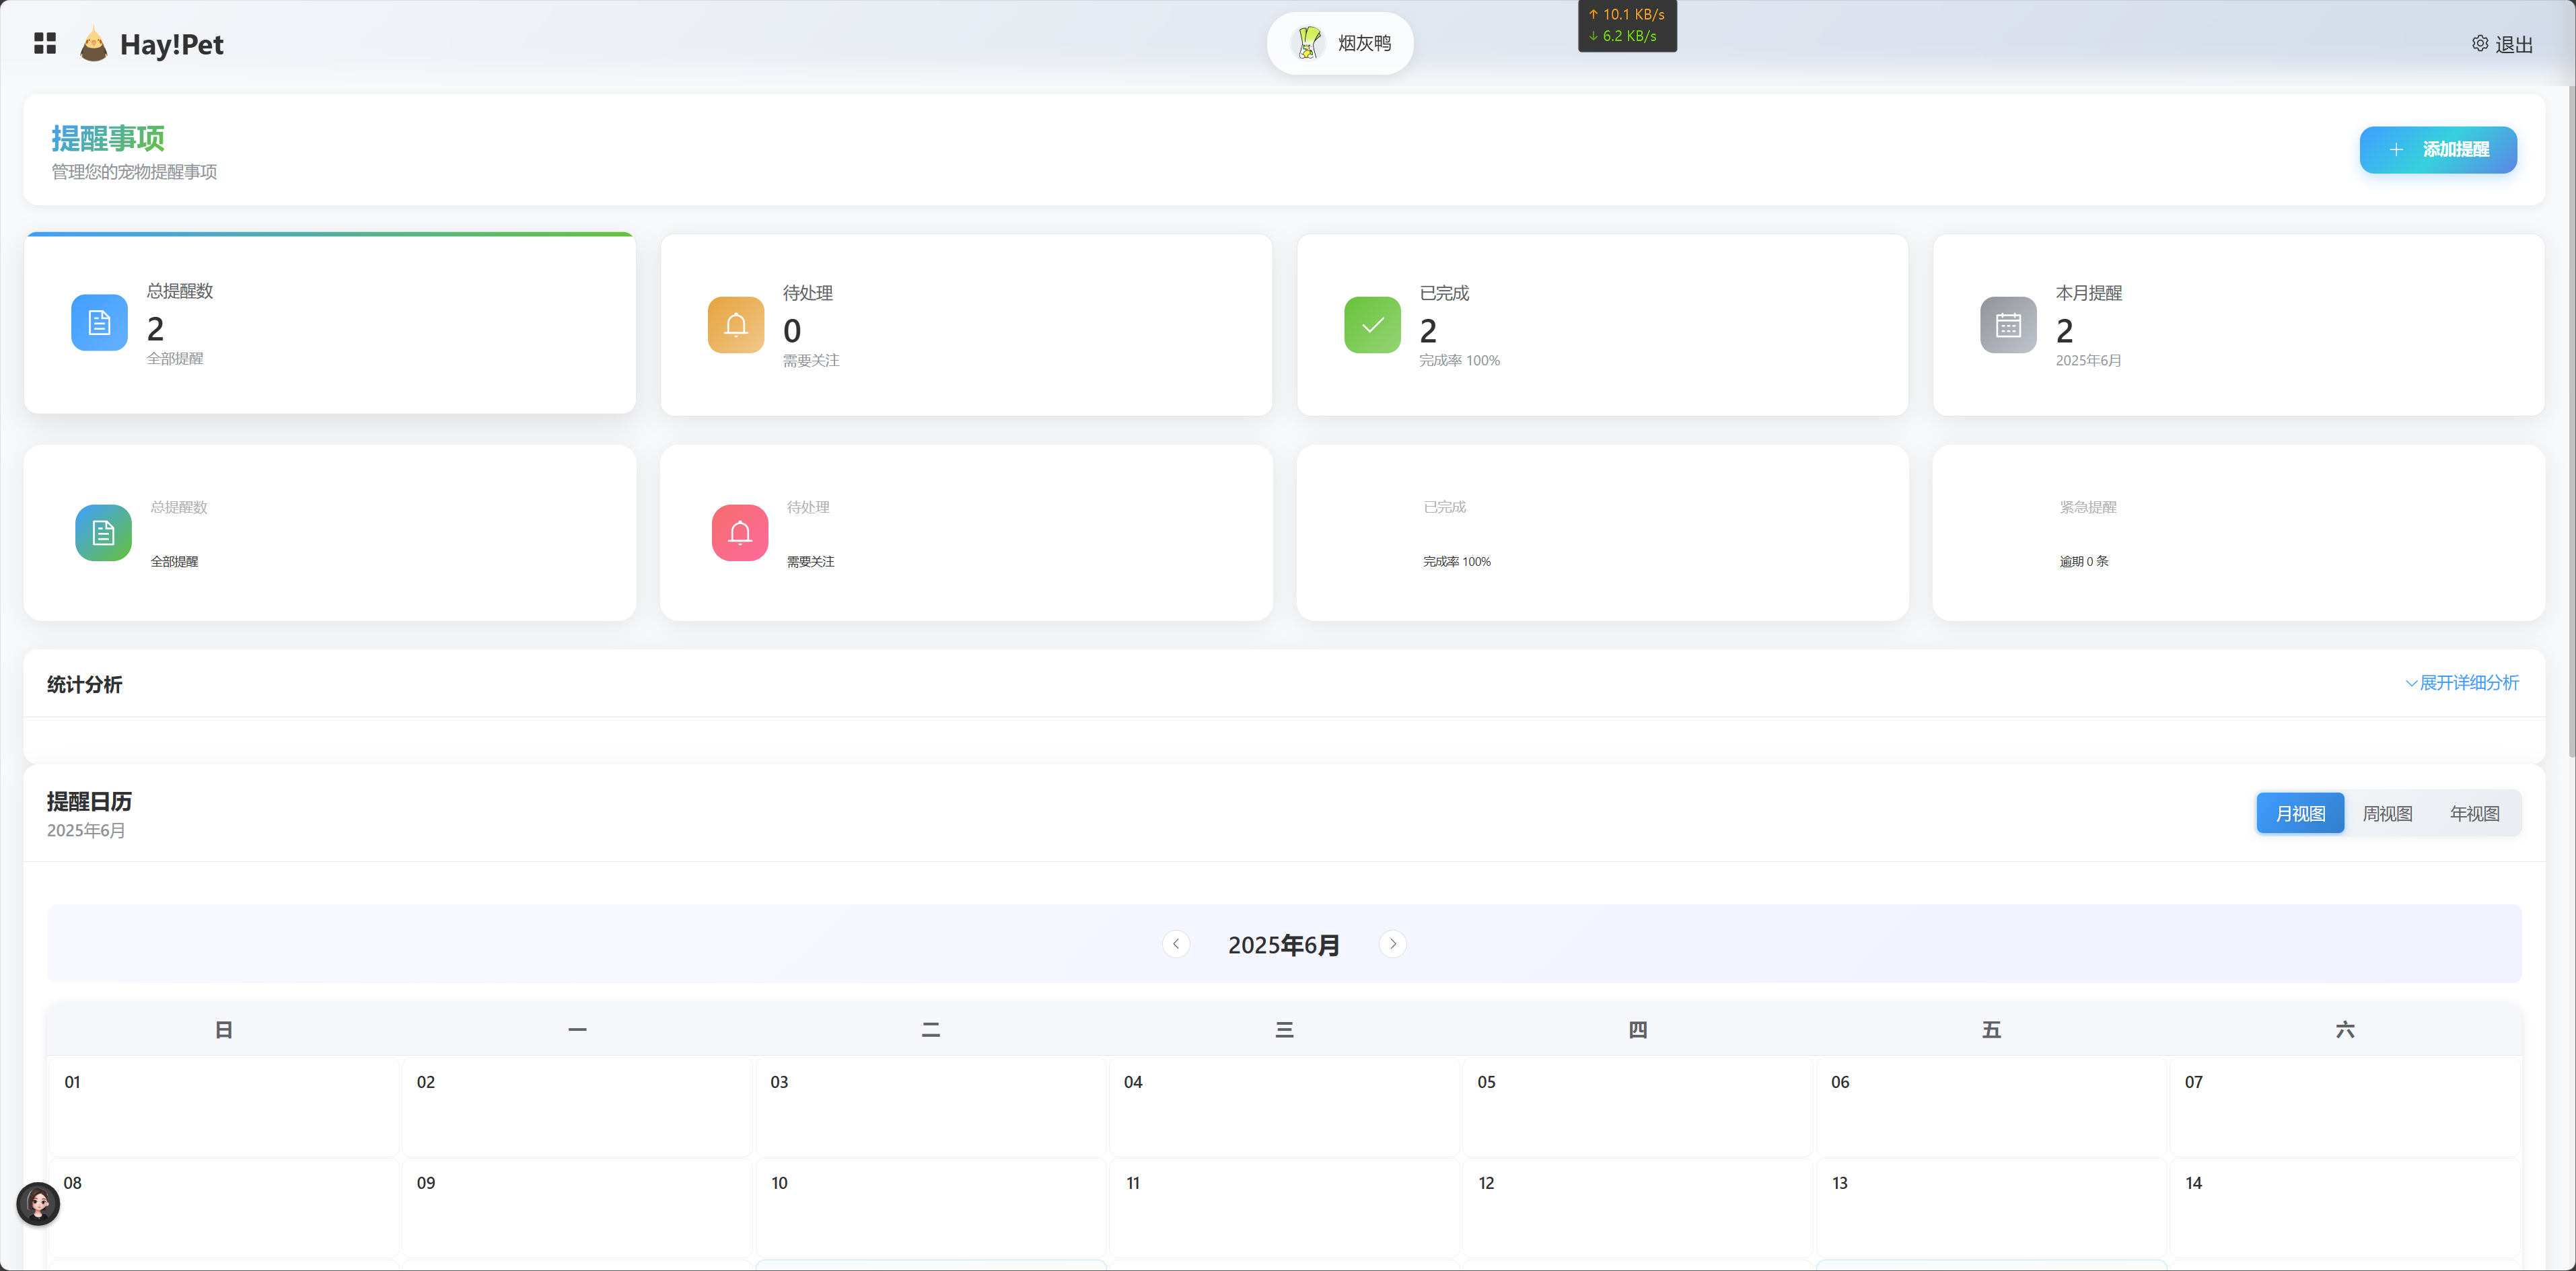 Hay!Pet
烟灰鸭
↑ 10.1 KB/s
↓ 6.2 KB/s
退出
提醒事项
管理您的宠物提醒事项
+ 添加提醒
总提醒数
2
全部提醒
待处理
0
需要关注
已完成
2
完成率 100%
本月提醒
2
2025年6月
总提醒数
全部提醒
待处理
需要关注
已完成
完成率 100%
紧急提醒
逾期 0 条
统计分析
展开详细分析
提醒日历
2025年6月
月视图 周视图 年视图
2025年6月
日 一 二 三 四 五 六
01 02 03 04 05 06 07
08 09 10 11 12 13 14